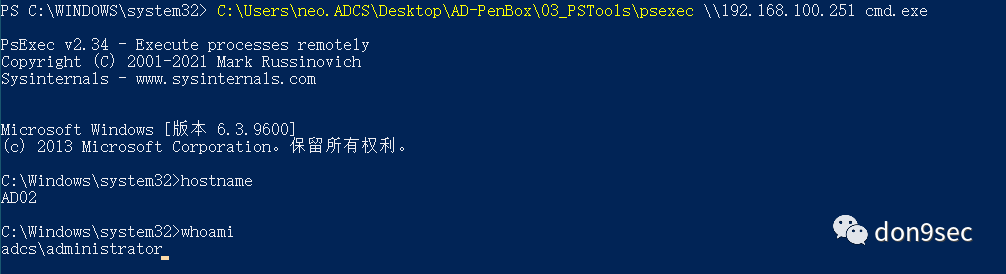 PS C:\WINDOWS\system32> C:\Users\neo.ADCS\Desktop\AD-PenBox\03_PSTools\psexec \\192.168.100.251 cmd.exe
PsExec v2.34 - Execute processes remotely
Copyright (C) 2001-2021 Mark Russinovich
Sysinternals - www.sysinternals.com
Microsoft Windows [版本 6.3.9600]
(c) 2013 Microsoft Corporation。保留所有权利。
C:\Windows\system32>hostname
AD02
C:\Windows\system32>whoami
adcs\administrator
don9sec